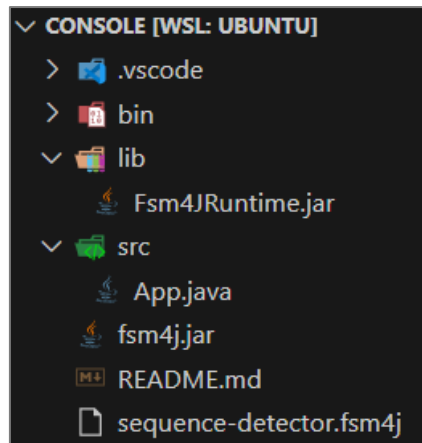 CONSOLE [WSL: UBUNTU]
.vscode
bin
lib
Fsm4JRuntime.jar
src
App.java
fsm4j.jar
README.md
sequence-detector.fsm4j